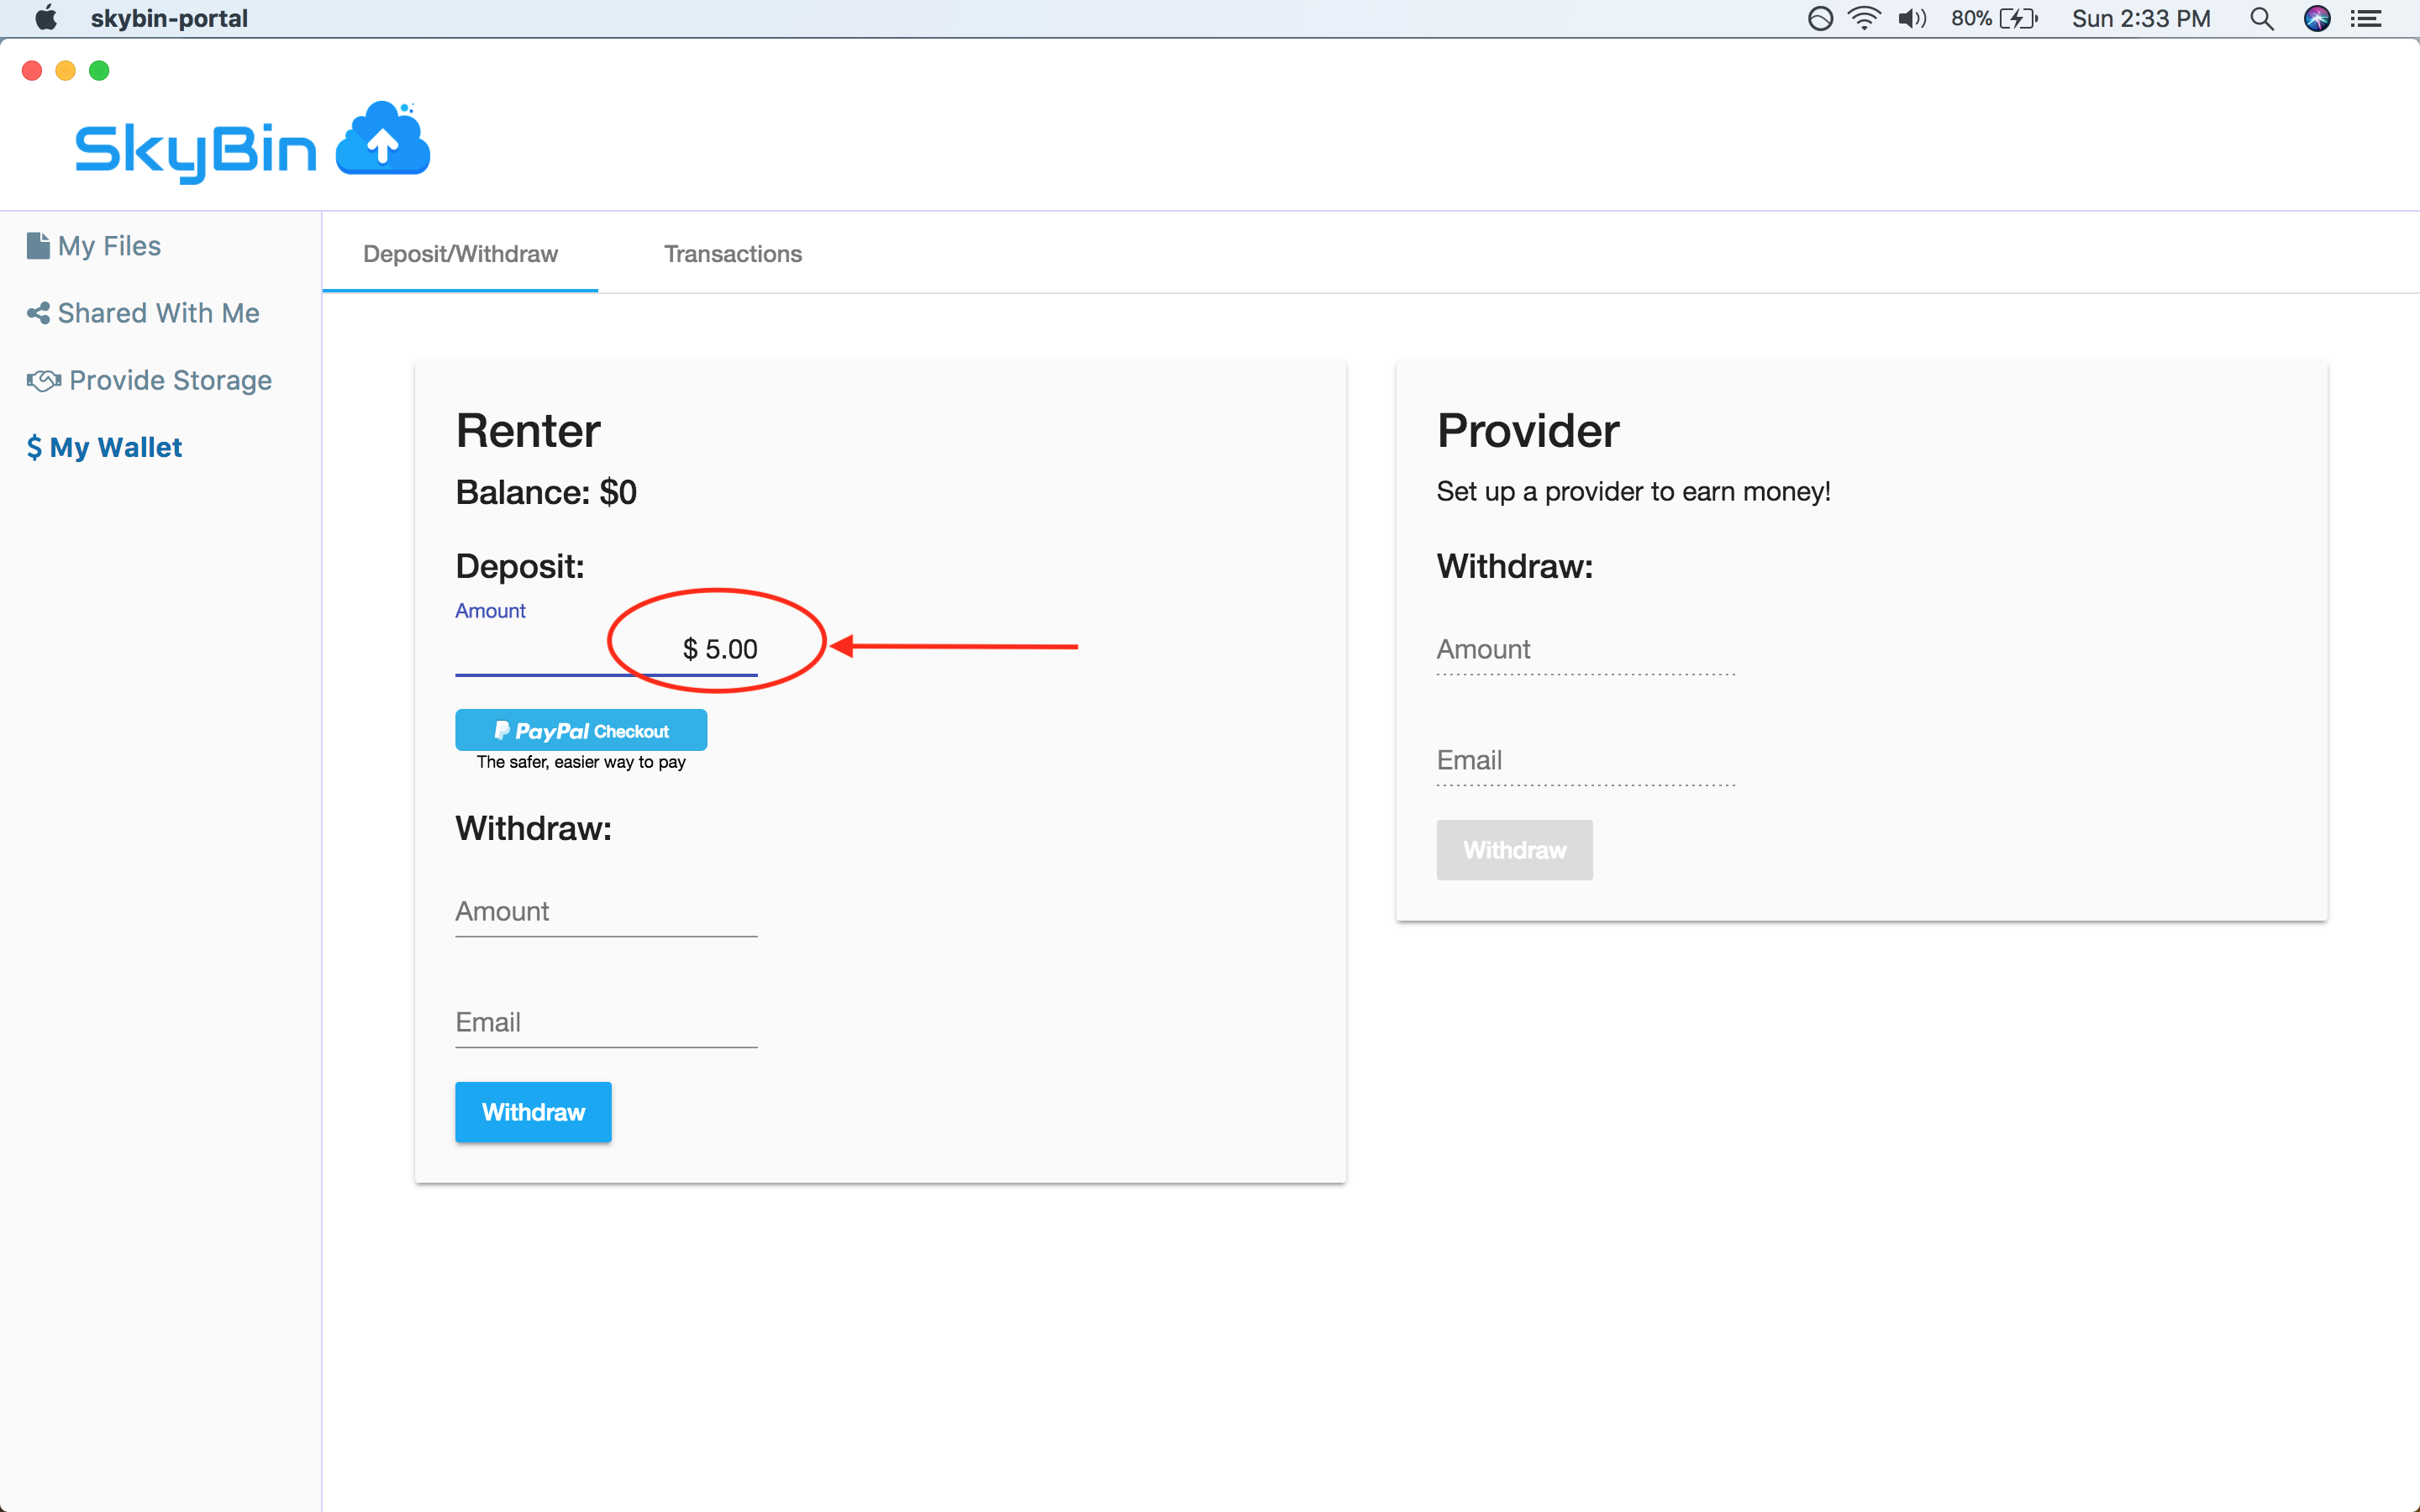 skybin-portal
80%
Sun 2:33 PM
SkyBin
My Files
Shared With Me
Provide Storage
$ My Wallet
Deposit/Withdraw
Transactions
Renter
Balance: $0
Deposit:
Amount
$ 5.00
PayPal Checkout
The safer, easier way to pay
Withdraw:
Amount
Email
Withdraw
Provider
Set up a provider to earn money!
Withdraw:
Amount
Email
Withdraw